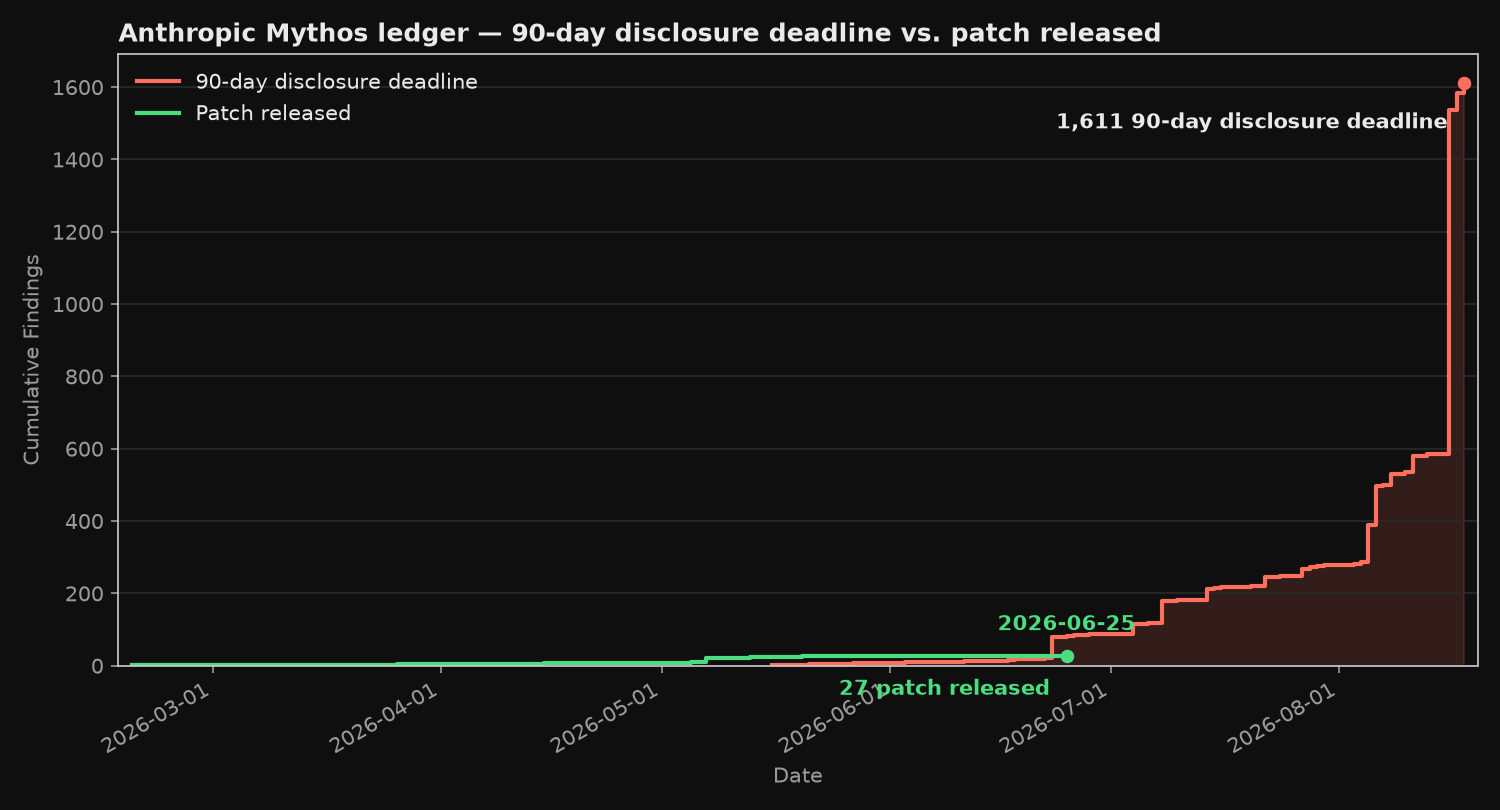 Anthropic Mythos ledger — 90-day disclosure deadline vs. patch released
90-day disclosure deadline
Patch released
1600
1400
1200
1000
800
600
400
200
0
Cumulative Findings
1,611 90-day disclosure deadline
2026-06-25
27 patch released
2026-03-01
2026-04-01
2026-05-01
2026-06-01
2026-07-01
2026-08-01
Date